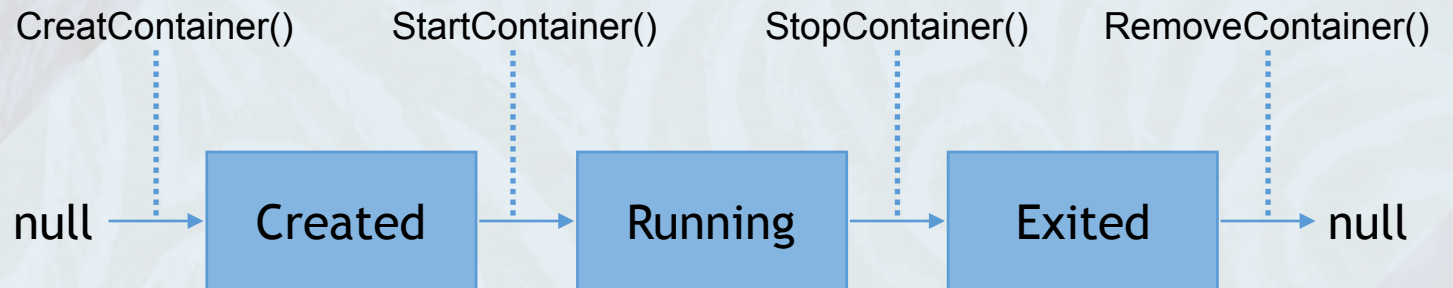 CreatContainer() StartContainer() StopContainer() RemoveContainer()
null Created Running Exited null